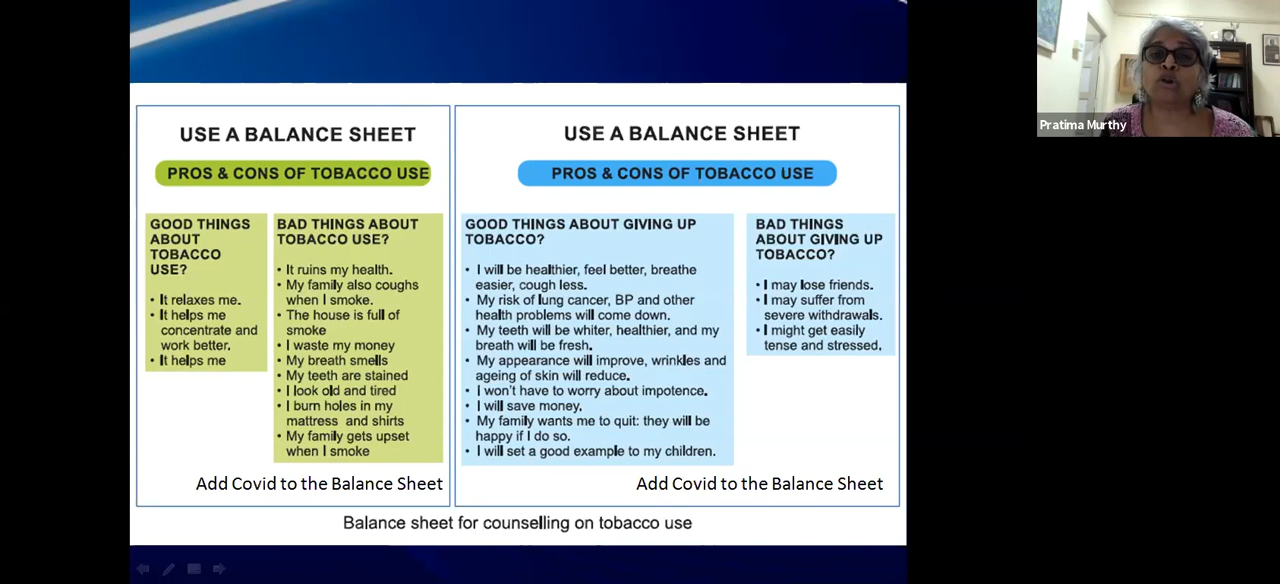 USE A BALANCE SHEET
PROS & CONS OF TOBACCO USE
GOOD THINGS
ABOUT
TOBACCO
USE?
• It relaxes me.
• It helps me
concentrate and
work better.
• It helps me
BAD THINGS ABOUT
TOBACCO USE?
• It ruins my health.
• My family also coughs
when I smoke.
• The house is full of
smoke
• I waste my money
• My breath smells
• My teeth are stained
• I look old and tired
• I burn holes in my
mattress and shirts
• My family gets upset
when I smoke
Add Covid to the Balance Sheet
USE A BALANCE SHEET
PROS & CONS OF TOBACCO USE
GOOD THINGS ABOUT GIVING UP
TOBACCO?
• I will be healthier, feel better, breathe
easier, cough less.
• My risk of lung cancer, BP and other
health problems will come down.
• My teeth will be whiter, healthier, and my
breath will be fresh.
• My appearance will improve, wrinkles and
ageing of skin will reduce.
• I won't have to worry about impotence.
• I will save money.
• My family wants me to quit: they will be
happy if I do so.
• I will set a good example to my children.
BAD THINGS
ABOUT GIVING UP
TOBACCO?
• I may lose friends.
• I may suffer from
severe withdrawals.
• I might get easily
tense and stressed.
Add Covid to the Balance Sheet
Balance sheet for counselling on tobacco use
Pratima Murthy